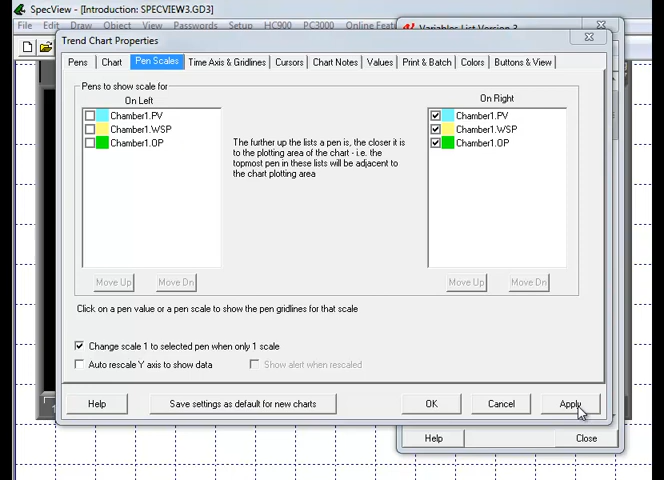 SpecView - [Introduction: SPECVIEW3.GD3]
File Edit Draw Object View Passwords Setup HC900 PC3000 Online Featu
Variables List Version 3
Trend Chart Properties
Pens Chart Pen Scales Time Axis & Gridlines Cursors Chart Notes Values Print & Batch Colors Buttons & View
Pens to show scale for
On Left
On Right
Chamber1.PV
Chamber1.WSP
Chamber1.OP
The further up the lists a pen is, the closer it is
to the plotting area of the chart - i.e. the
topmost pen in these lists will be adjacent to
the chart plotting area
Chamber1.PV
Chamber1.WSP
Chamber1.OP
Move Up Move Dn Move Up Move Dn
Click on a pen value or a pen scale to show the pen gridlines for that scale
Change scale 1 to selected pen when only 1 scale
Auto rescale Y axis to show data Show alert when rescaled
Help Save settings as default for new charts OK Cancel Apply
Help Close